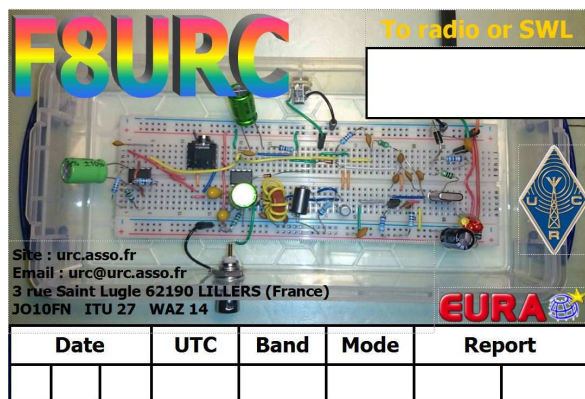 F8URC
To radio or SWL
U R C
Site : urc.asso.fr
Email : urc@urc.asso.fr
3 rue Saint Lugle 62190 LILLERS (France)
JO10FN ITU 27 WAZ 14
EURAO
Date UTC Band Mode Report